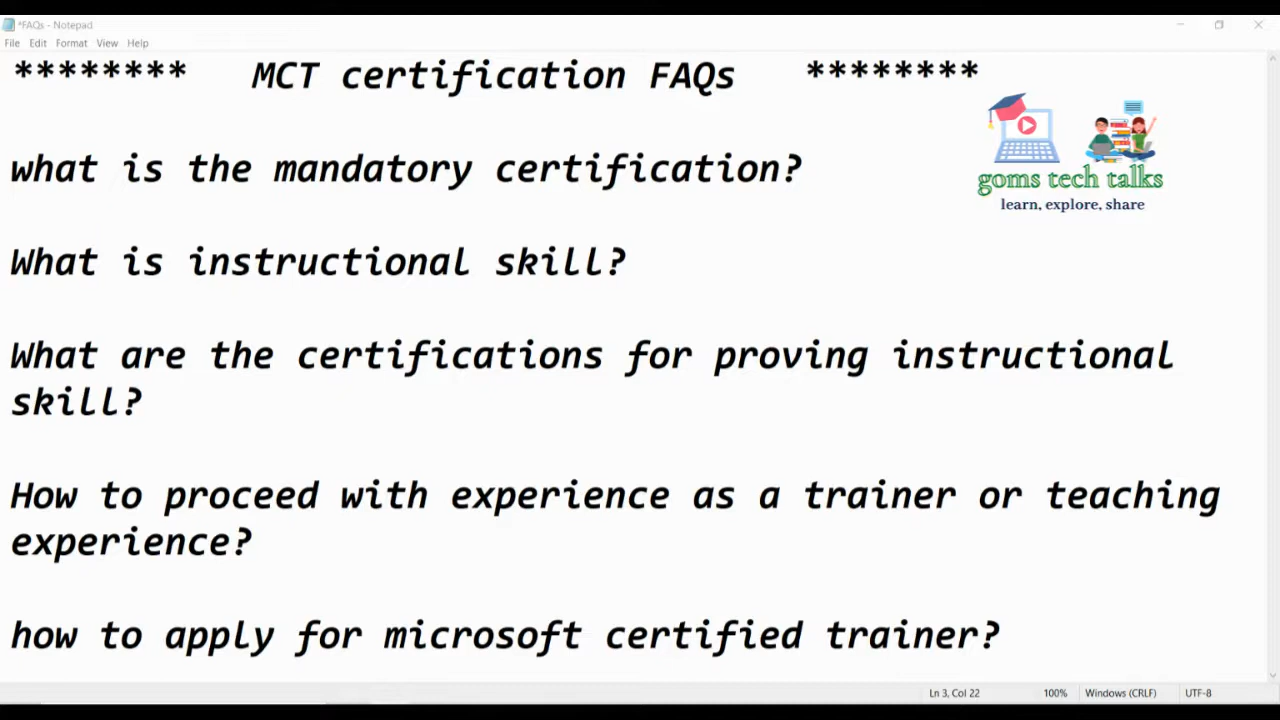 *FAQs - Notepad
File Edit Format View Help
******** MCT certification FAQs ********
goms tech talks
learn, explore, share
what is the mandatory certification?
What is instructional skill?
What are the certifications for proving instructional
skill?
How to proceed with experience as a trainer or teaching
experience?
how to apply for microsoft certified trainer?
Ln 3, Col 22 100% Windows (CRLF) UTF-8